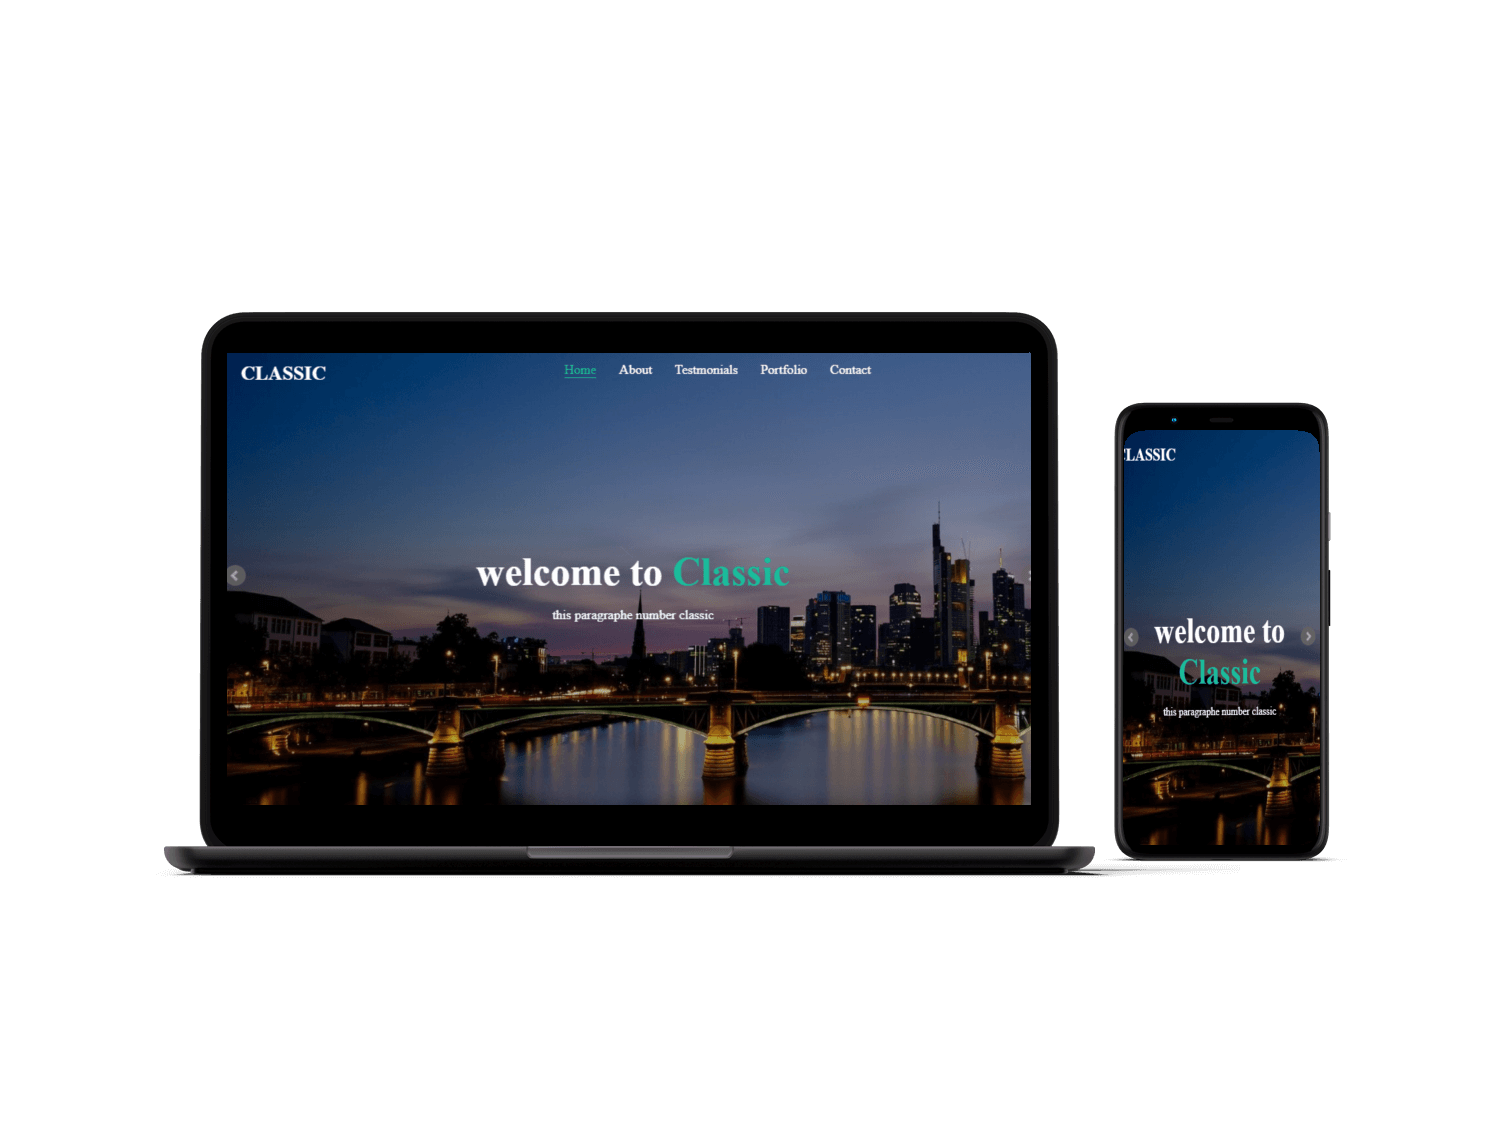 CLASSIC
Home About Testmonials Portfolio Contact
welcome to Classic
this paragraphe number classic
CLASSIC
welcome to
Classic
this paragraphe number classic